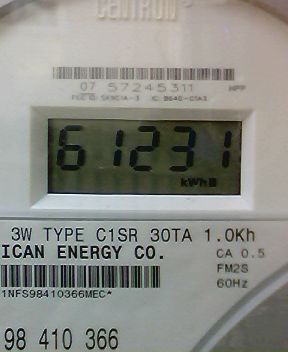 CENTRON
07 57245311 MPP
61231
kWh
3W TYPE C1SR 30TA 1.0Kh
ICAN ENERGY CO.
CA 0.5
FM2S
60Hz
1NFS98410366MEC*
98 410 366